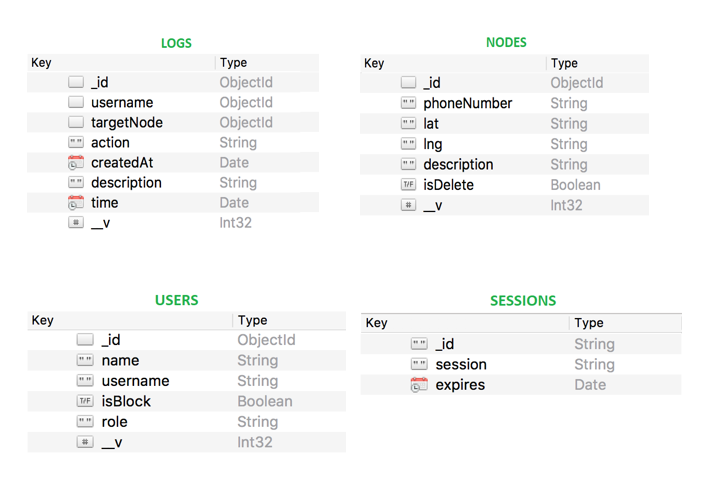 LOGS
Key Type
_id ObjectId
username ObjectId
targetNode ObjectId
" " action String
createdAt Date
" " description String
time Date
# __v Int32
NODES
Key Type
_id ObjectId
" " phoneNumber String
" " lat String
" " lng String
" " description String
T/F isDelete Boolean
# __v Int32
USERS
Key Type
_id ObjectId
" " name String
" " username String
T/F isBlock Boolean
" " role String
# __v Int32
SESSIONS
Key Type
" " _id String
" " session String
expires Date